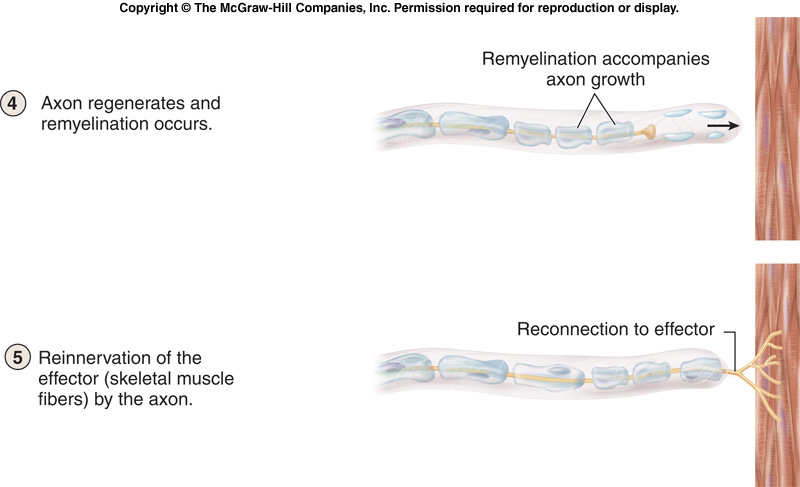 Copyright © The McGraw-Hill Companies, Inc. Permission required for reproduction or display.
Remyelination accompanies
axon growth
4 Axon regenerates and
remyelination occurs.
Reconnection to effector
5 Reinnervation of the
effector (skeletal muscle
fibers) by the axon.